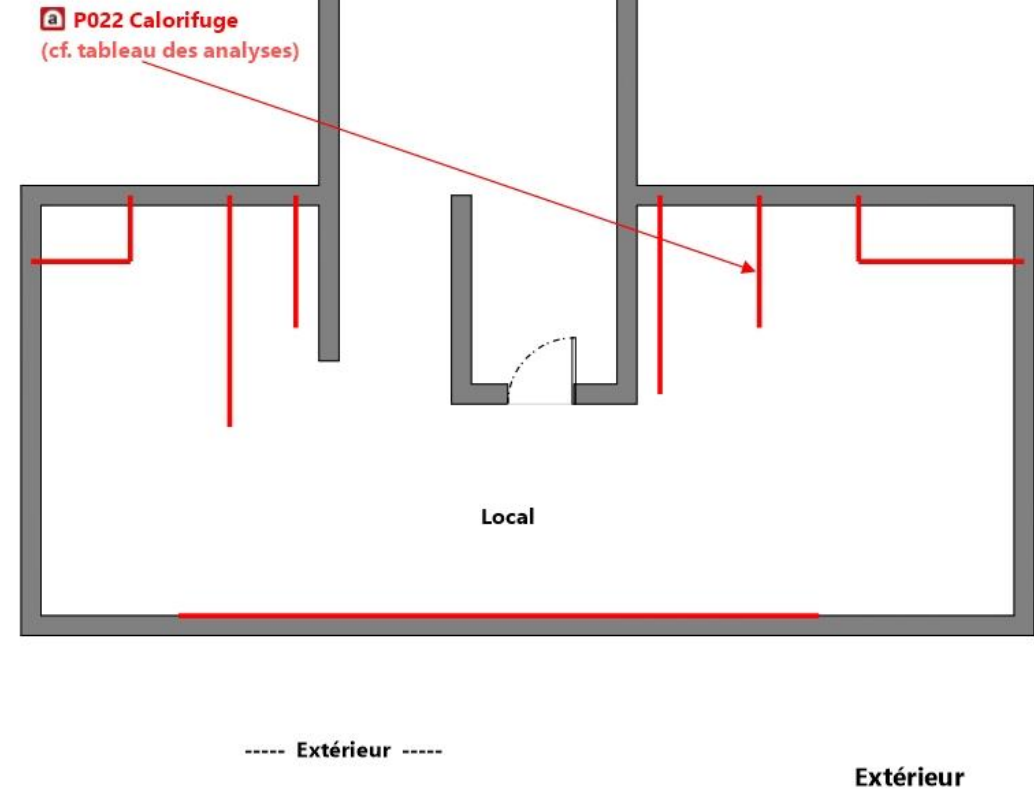 a P022 Calorifuge
(cf. tableau des analyses)
Local
----- Extérieur -----
Extérieur